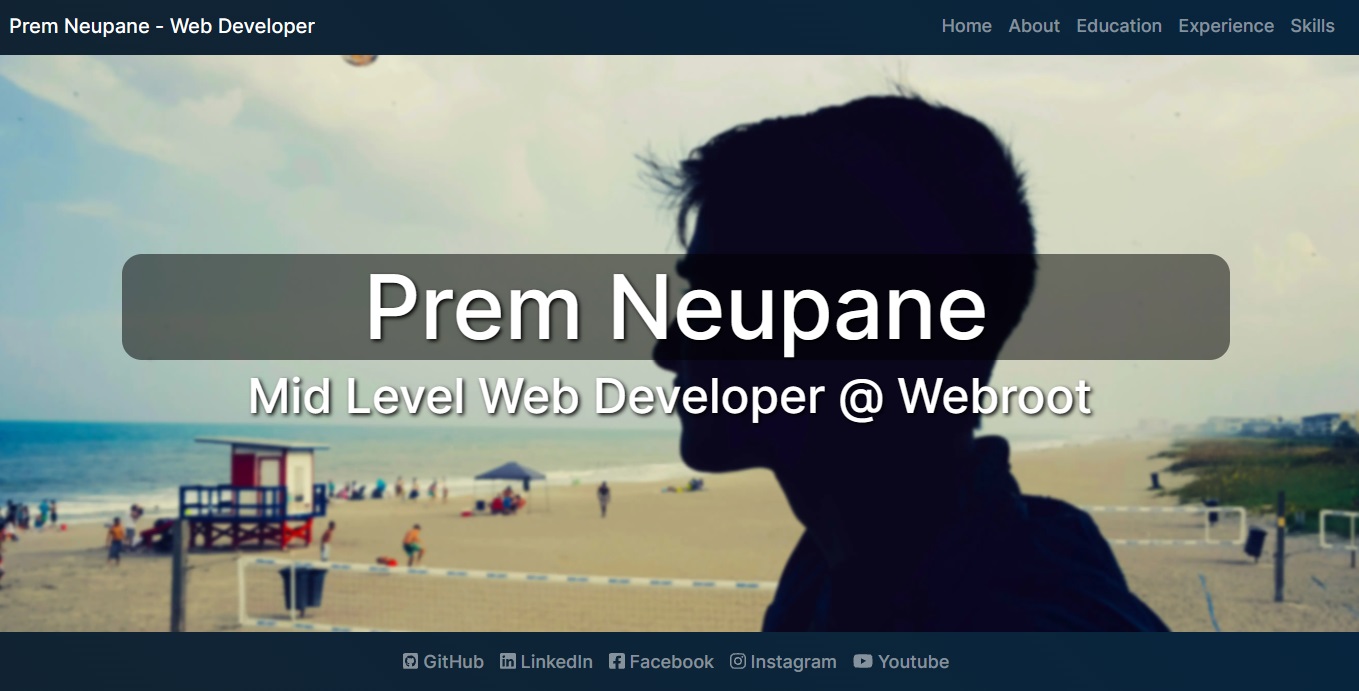 Prem Neupane - Web Developer
Home About Education Experience Skills
Prem Neupane
Mid Level Web Developer @ Webroot
GitHub LinkedIn Facebook Instagram Youtube